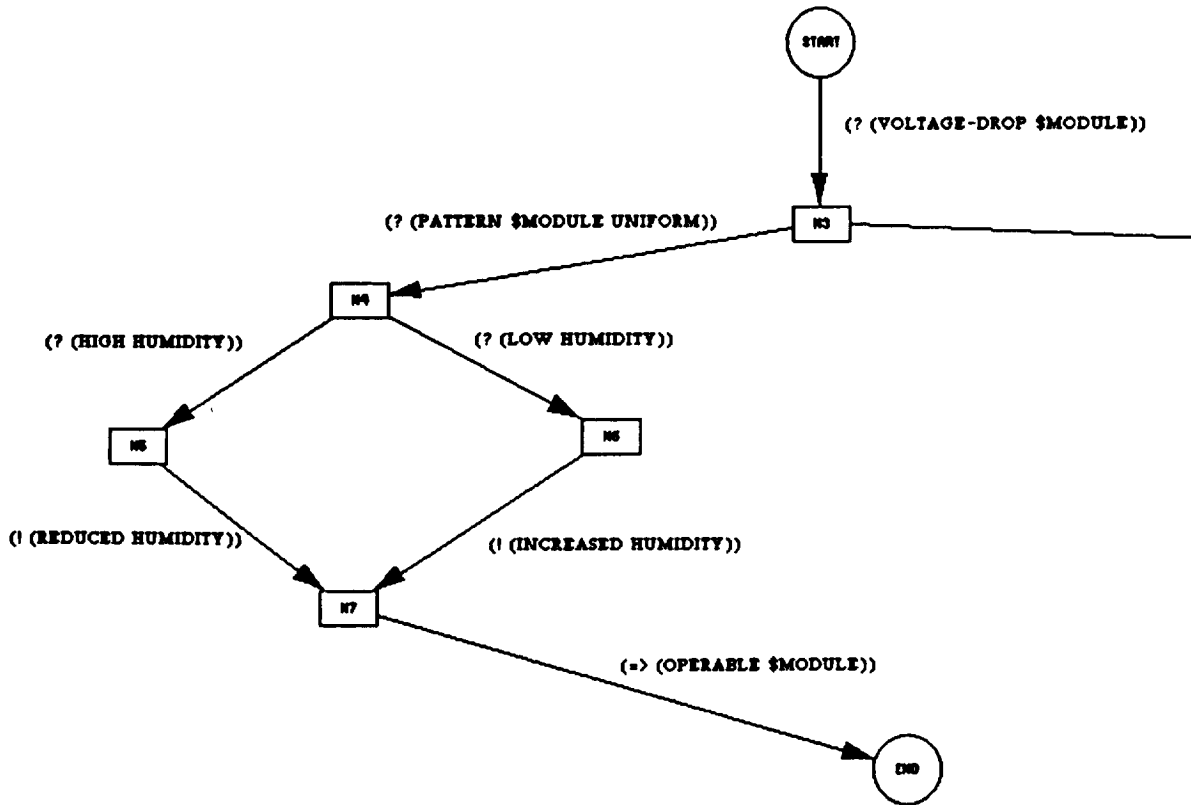 START
(? (VOLTAGE-DROP $MODULE))
(? (PATTERN $MODULE UNIFORM))
N3
N4
(? (HIGH HUMIDITY))
(? (LOW HUMIDITY))
N5
N6
(! (REDUCED HUMIDITY))
(! (INCREASED HUMIDITY))
N7
(=> (OPERABLE $MODULE))
END